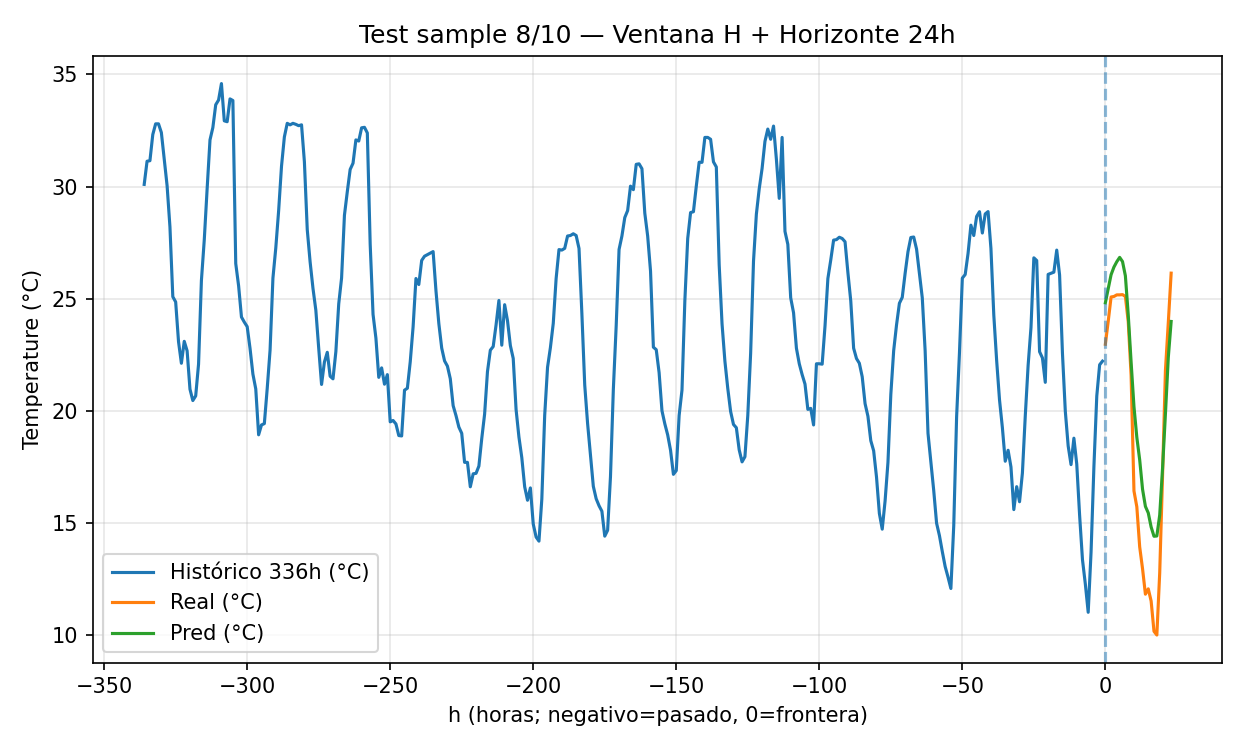 Test sample 8/10 — Ventana H + Horizonte 24h
Temperature (°C)
35
30
25
20
15
10
Histórico 336h (°C)
Real (°C)
Pred (°C)
−350
−300
−250
−200
−150
−100
−50
0
h (horas; negativo=pasado, 0=frontera)